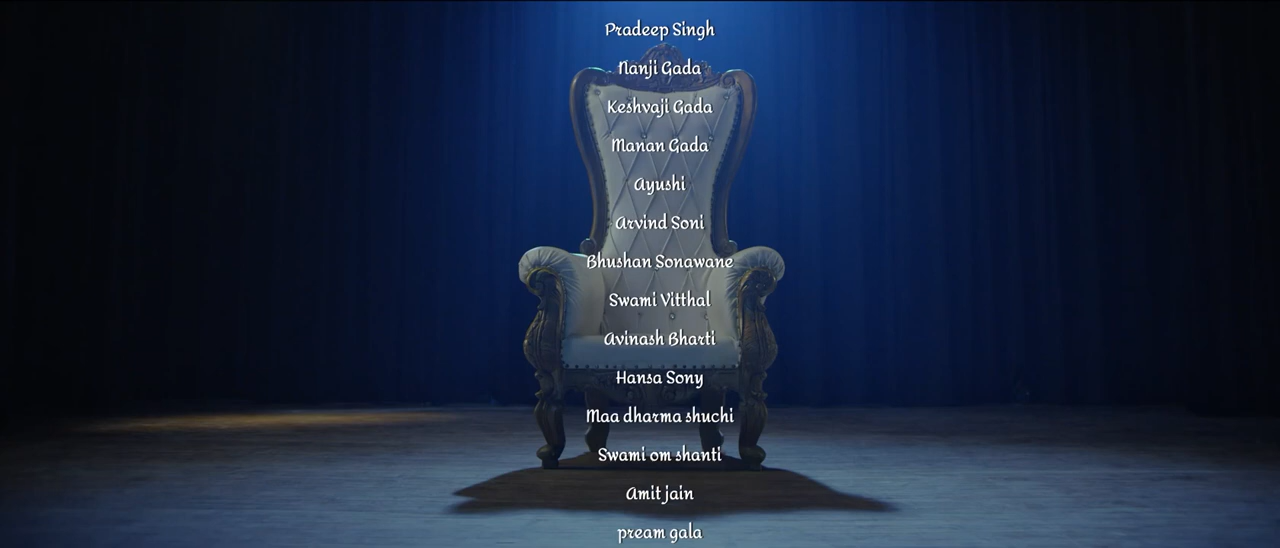 Pradeep Singh
Nanji Gada
Keshvaji Gada
Manan Gada
Ayushi
Arvind Soni
Bhushan Sonawane
Swami Vitthal
Avinash Bharti
Hansa Sony
Maa dharma shuchi
Swami om shanti
Amit jain
pream gala